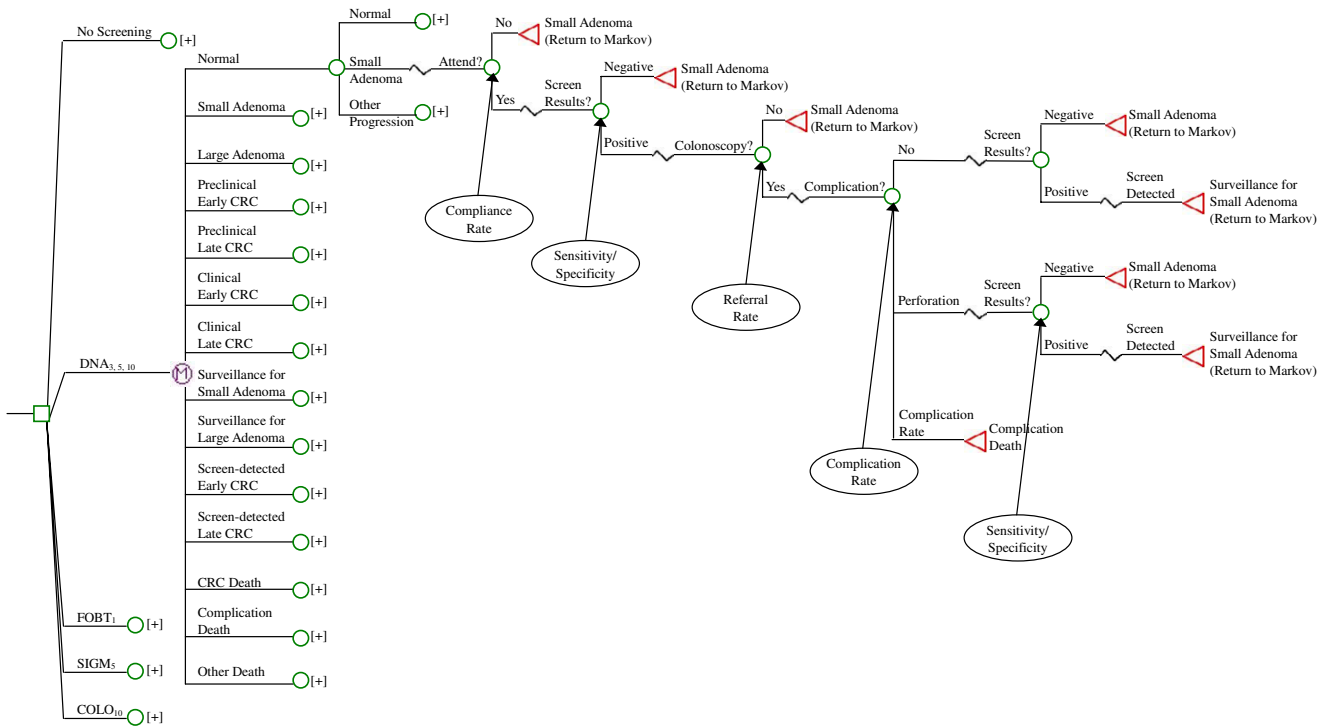 No Screening
[+]
DNA3, 5, 10
M
FOBT1
[+]
SIGM5
[+]
COLO10
[+]
Normal
Small Adenoma
[+]
Large Adenoma
[+]
Preclinical
Early CRC
[+]
Preclinical
Late CRC
[+]
Clinical
Early CRC
[+]
Clinical
Late CRC
[+]
Surveillance for
Small Adenoma
[+]
Surveillance for
Large Adenoma
[+]
Screen-detected
Early CRC
[+]
Screen-detected
Late CRC
[+]
CRC Death
[+]
Complication
Death
[+]
Other Death
[+]
Normal
[+]
Small
Adenoma
Other
Progression
[+]
Attend?
No
Small Adenoma
(Return to Markov)
Yes
Screen
Results?
Negative
Small Adenoma
(Return to Markov)
Positive
Colonoscopy?
No
Small Adenoma
(Return to Markov)
Yes
Complication?
No
Screen
Results?
Negative
Small Adenoma
(Return to Markov)
Positive
Screen
Detected
Surveillance for
Small Adenoma
(Return to Markov)
Perforation
Screen
Results?
Negative
Small Adenoma
(Return to Markov)
Positive
Screen
Detected
Surveillance for
Small Adenoma
(Return to Markov)
Complication
Rate
Complication
Death
Compliance
Rate
Sensitivity/
Specificity
Referral
Rate
Complication
Rate
Sensitivity/
Specificity